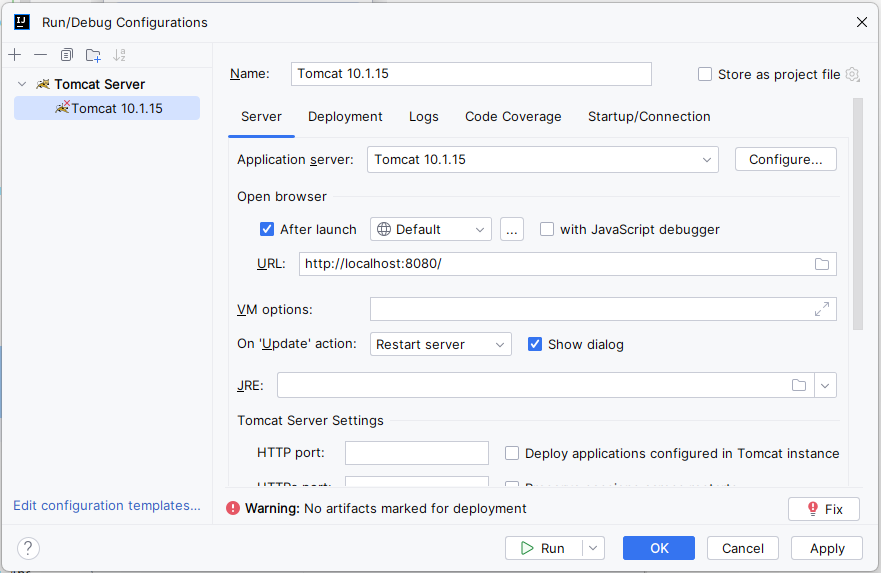 Run/Debug Configurations
Tomcat Server
Tomcat 10.1.15
Edit configuration templates...
Name: Tomcat 10.1.15 Store as project file
Server Deployment Logs Code Coverage Startup/Connection
Application server: Tomcat 10.1.15 Configure...
Open browser
After launch Default ... with JavaScript debugger
URL: http://localhost:8080/
VM options:
On 'Update' action: Restart server Show dialog
JRE:
Tomcat Server Settings
HTTP port: Deploy applications configured in Tomcat instance
Warning: No artifacts marked for deployment Fix
? Run OK Cancel Apply